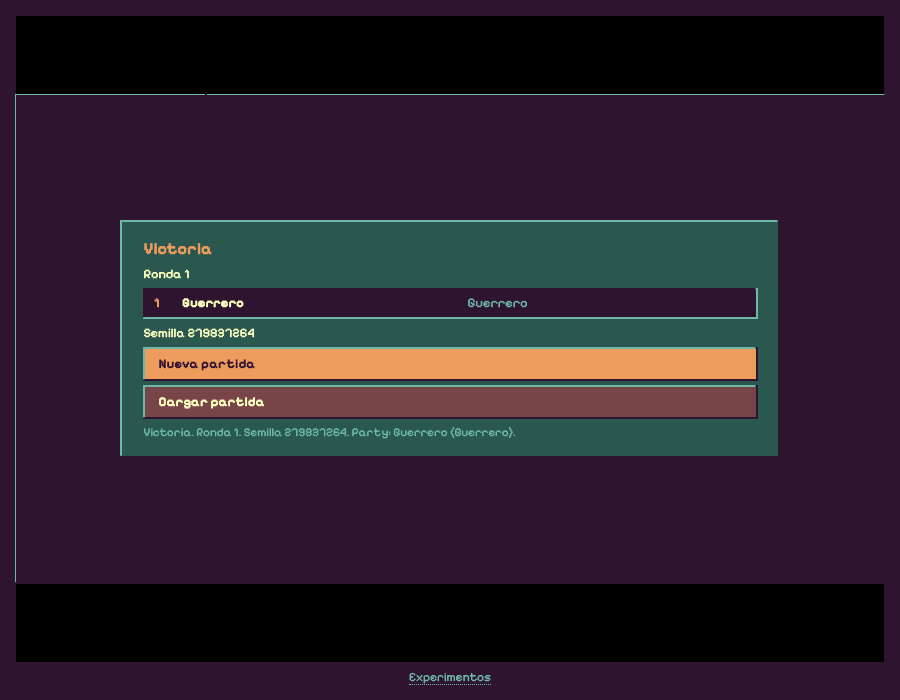 Victoria
Ronda 1
1 Guerrero Guerrero
Semilla 279837264
Nueva partida
Cargar partida
Victoria. Ronda 1. Semilla 279837264. Party: Guerrero (Guerrero).
Experimentos